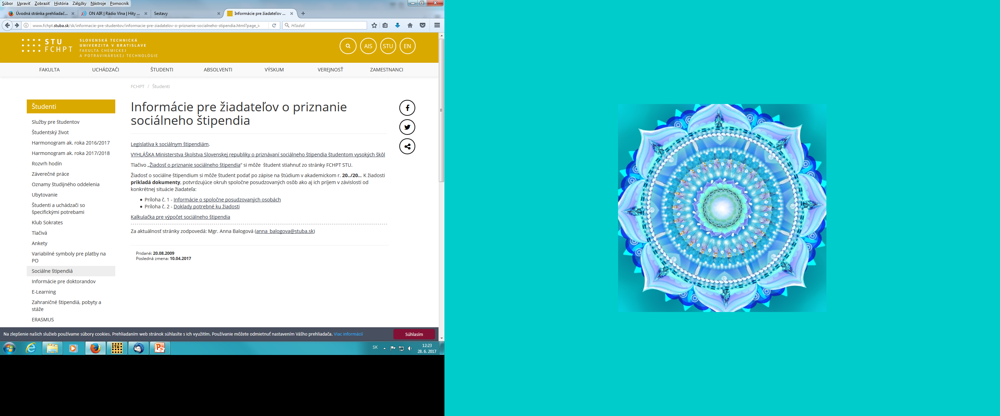 Súbor Upraviť Zobraziť História Záložky Nástroje Pomocník
Úvodná stránka prehliadač... ON AIR | Rádio Vlna | Hity ... Sestavy Informácie pre žiadateľov ...
www.fchpt.stuba.sk/sk/informacie-pre-studentov/informacie-pre-ziadatelov-o-priznanie-socialneho-stipendia.html?page_i Hľadať
STU
FCHPT
SLOVENSKÁ TECHNICKÁ
UNIVERZITA V BRATISLAVE
FAKULTA CHEMICKEJ
A POTRAVINÁRSKEJ TECHNOLÓGIE
AIS STU EN
FAKULTA UCHÁDZAČI ŠTUDENTI ABSOLVENTI VÝSKUM VEREJNOSŤ ZAMESTNANCI
FCHPT / Študenti
Študenti
Služby pre študentov
Študentský život
Harmonogram ak. roka 2016/2017
Harmonogram ak. roka 2017/2018
Rozvrh hodín
Záverečné práce
Oznamy študijného oddelenia
Ubytovanie
Študenti a uchádzači so
špecifickými potrebami
Klub Sokrates
Tlačivá
Ankety
Variabilné symboly pre platby na
PO
Sociálne štipendiá
Informácie pre doktorandov
E-Learning
Zahraničné štipendiá, pobyty a
stáže
ERASMUS
Informácie pre žiadateľov o priznanie
sociálneho štipendia
Legislatíva k sociálnym štipendiám.
VYHLÁŠKA Ministerstva školstva Slovenskej republiky o priznávaní sociálneho štipendia študentom vysokých škôl
Tlačivo „Žiadosť o priznanie sociálneho štipendia“ si môže študent stiahnuť zo stránky FCHPT STU.
Žiadosť o sociálne štipendium si môže študent podať po zápise na štúdium v akademickom r. 20../20... K žiadosti
prikladá dokumenty, potvrdzujúce okruh spoločne posudzovaných osôb ako aj ich príjem v závislosti od
konkrétnej situácie žiadateľa:
• Príloha č. 1 - Informácie o spoločne posudzovaných osobách
• Príloha č. 2 - Doklady potrebné ku žiadosti
Kalkulačka pre výpočet sociálneho štipendia
Za aktuálnosť stránky zodpovedá: Mgr. Anna Balogová (anna_balogova@stuba.sk)
Pridané: 20.08.2009
Posledná zmena: 10.04.2017
Na zlepšenie našich služieb používame súbory cookies. Prehliadaním web stránok súhlasíte s ich využitím. Používanie môžete odmietnuť nastavením Vášho prehliadača. Viac informácií Súhlasím
STU
SK
12:23
28. 6. 2017